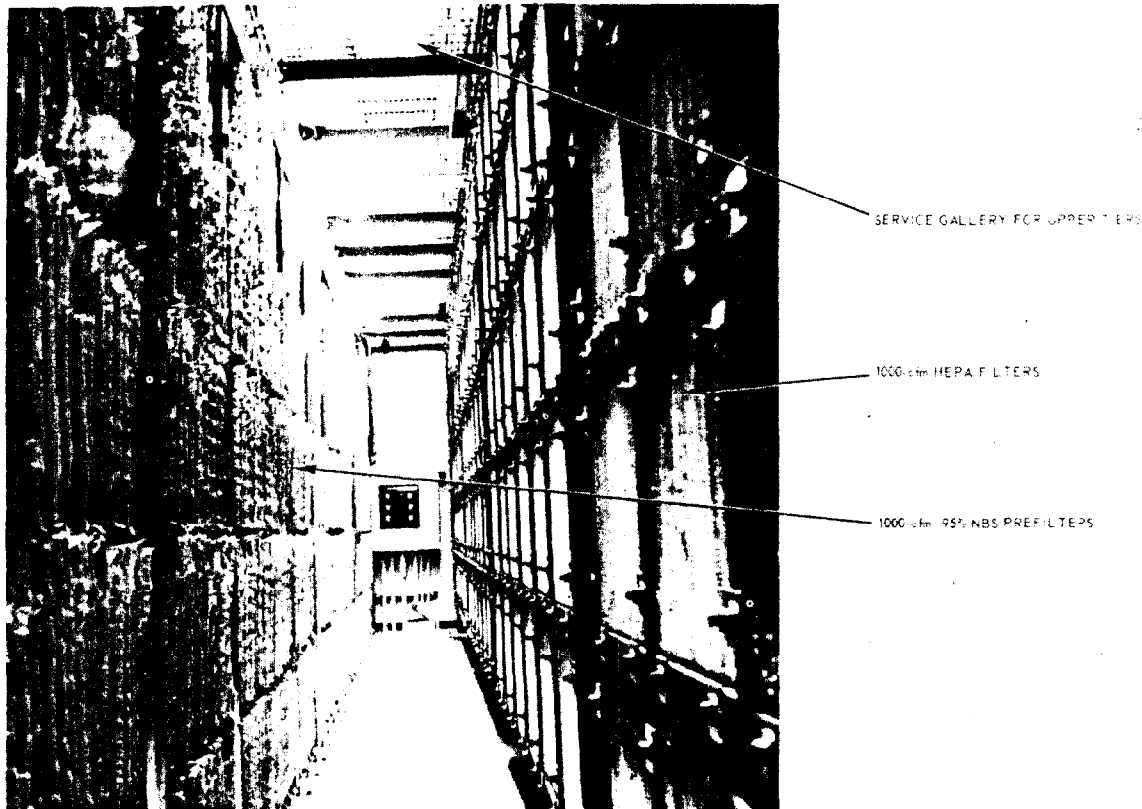 SERVICE GALLERY FOR UPPER TIERS
1000-cfm HEPA FILTERS
1000-cfm 95% NBS PREFILTERS